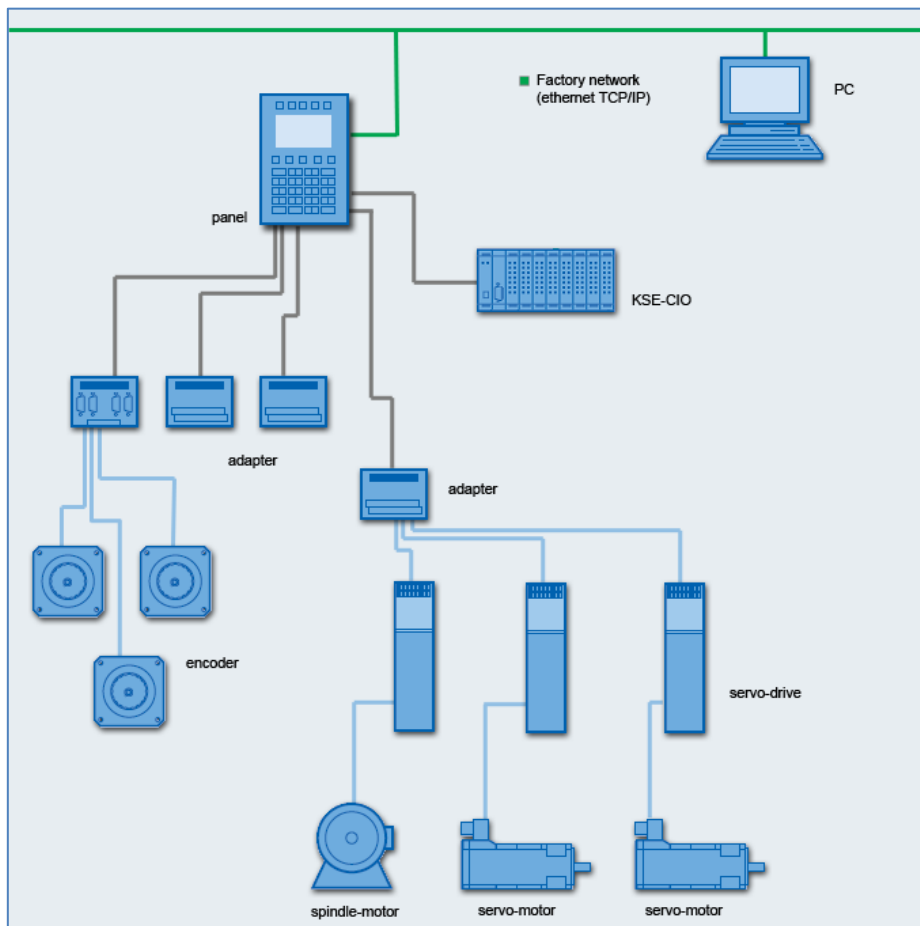 Factory network
(ethernet TCP/IP)
PC
panel
KSE-CIO
adapter
adapter
encoder
servo-drive
spindle-motor
servo-motor
servo-motor